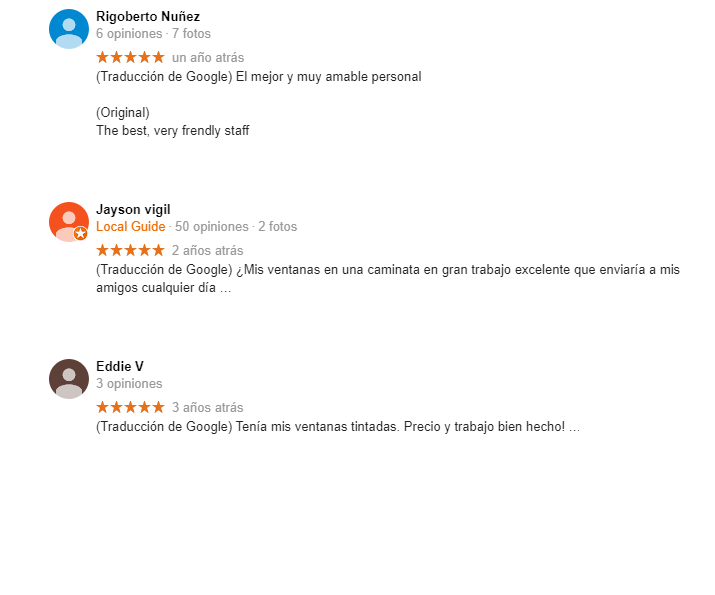 Rigoberto Nuñez
6 opiniones · 7 fotos
un año atrás
(Traducción de Google) El mejor y muy amable personal
(Original)
The best, very frendly staff
Jayson vigil
Local Guide · 50 opiniones · 2 fotos
2 años atrás
(Traducción de Google) ¿Mis ventanas en una caminata en gran trabajo excelente que enviaría a mis
amigos cualquier día ...
Eddie V
3 opiniones
3 años atrás
(Traducción de Google) Tenía mis ventanas tintadas. Precio y trabajo bien hecho! ...